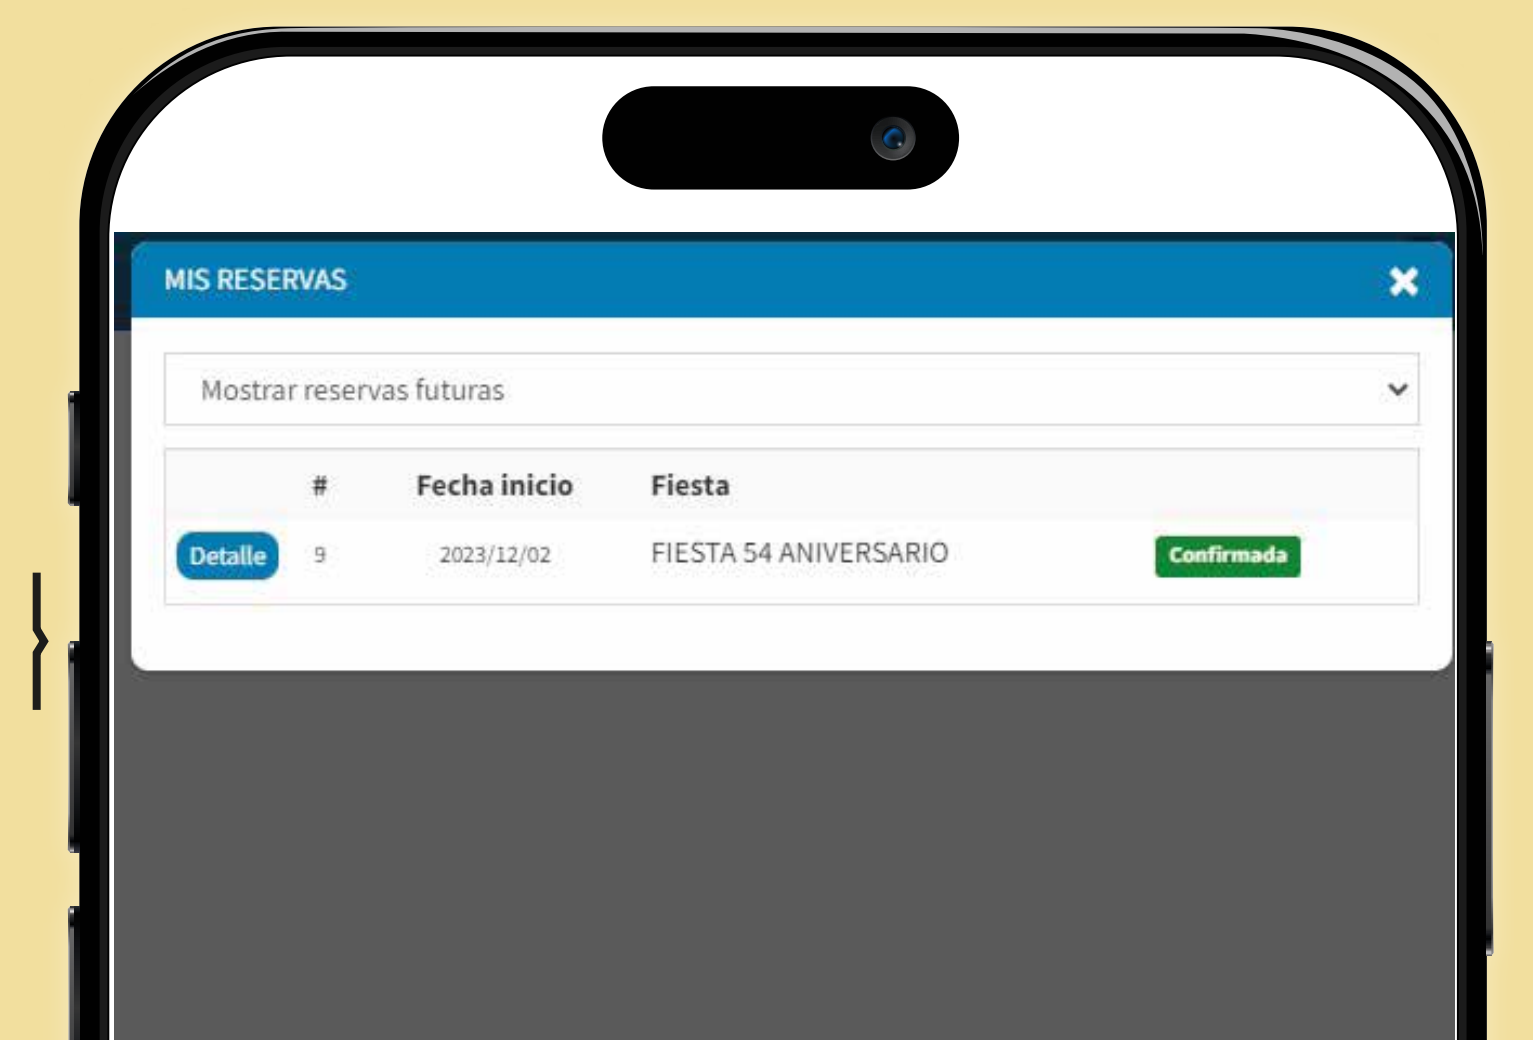 MIS RESERVAS
Mostrar reservas futuras
# Fecha inicio Fiesta
Detalle 9 2023/12/02 FIESTA 54 ANIVERSARIO Confirmada